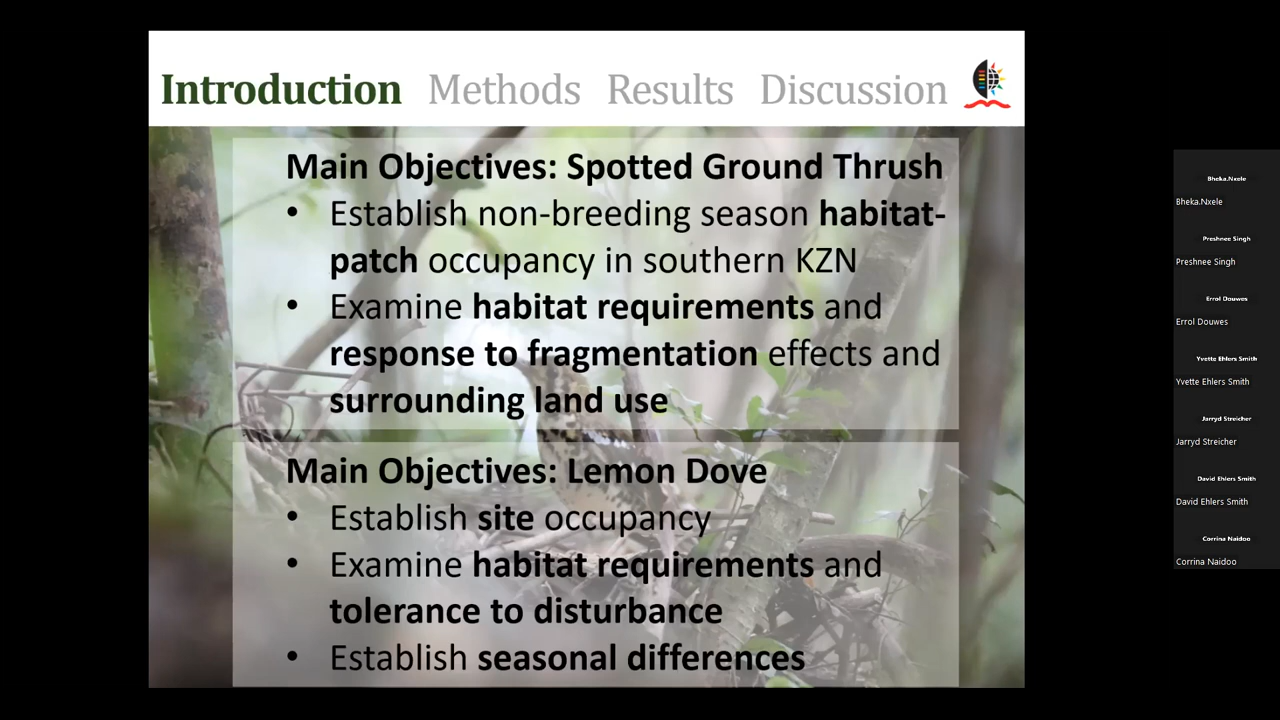 Introduction Methods Results Discussion
Main Objectives: Spotted Ground Thrush
• Establish non-breeding season habitat-
patch occupancy in southern KZN
• Examine habitat requirements and
response to fragmentation effects and
surrounding land use
Main Objectives: Lemon Dove
• Establish site occupancy
• Examine habitat requirements and
tolerance to disturbance
• Establish seasonal differences
Bheka.Nxele
Bheka.Nxele
Preshnee Singh
Preshnee Singh
Errol Douwes
Errol Douwes
Yvette Ehlers Smith
Yvette Ehlers Smith
Jarryd Streicher
Jarryd Streicher
David Ehlers Smith
David Ehlers Smith
Corrina Naidoo
Corrina Naidoo